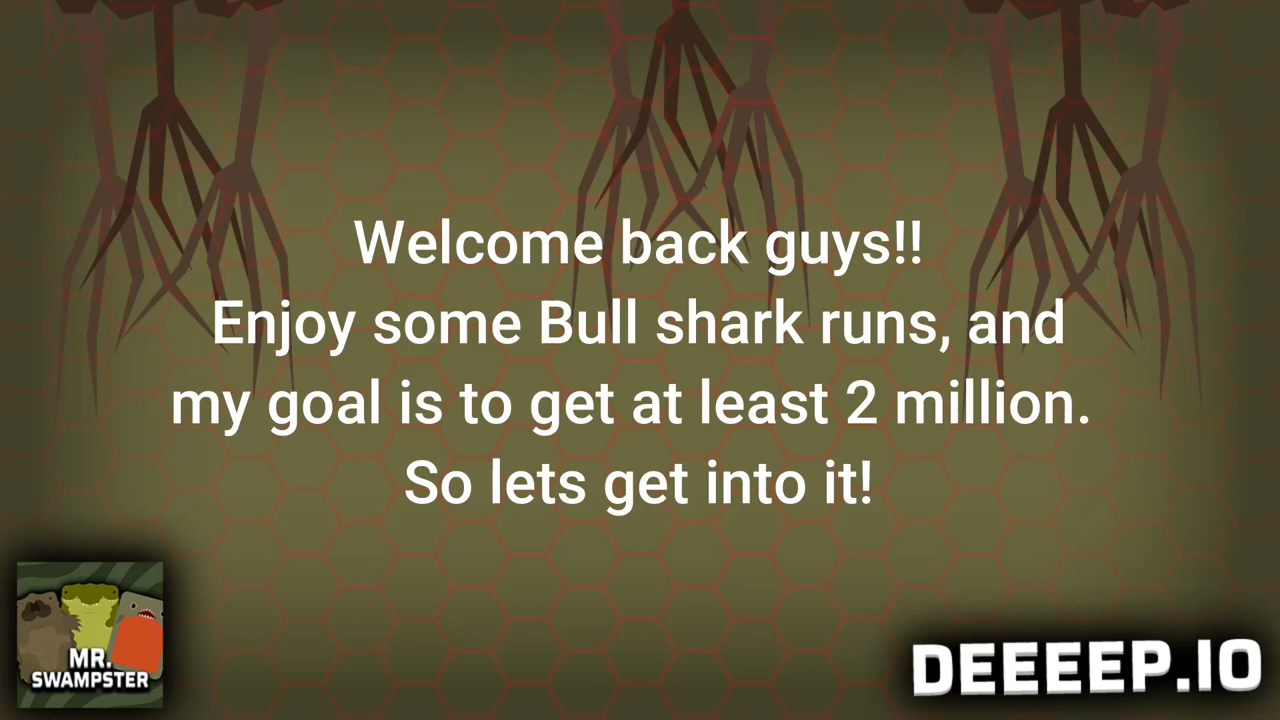 Welcome back guys!!
Enjoy some Bull shark runs, and
my goal is to get at least 2 million.
So lets get into it!
MR.
SWAMPSTER
DEEEEP.IO